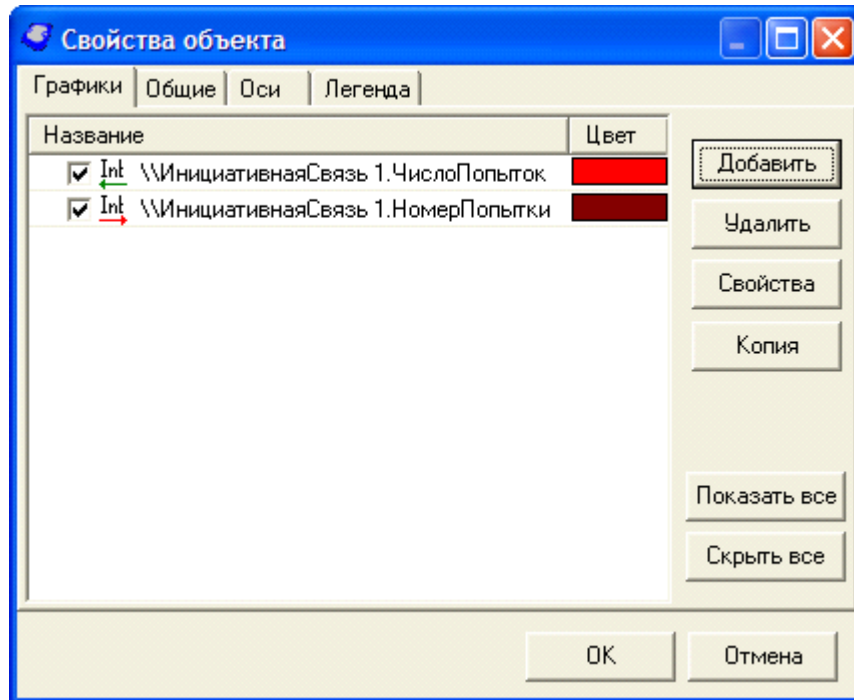 Свойства объекта
Графики Общие Оси Легенда
Название Цвет
Int \\ИнициативнаяСвязь 1.ЧислоПопыток
Int \\ИнициативнаяСвязь 1.НомерПопытки
Добавить
Удалить
Свойства
Копия
Показать все
Скрыть все
OK Отмена